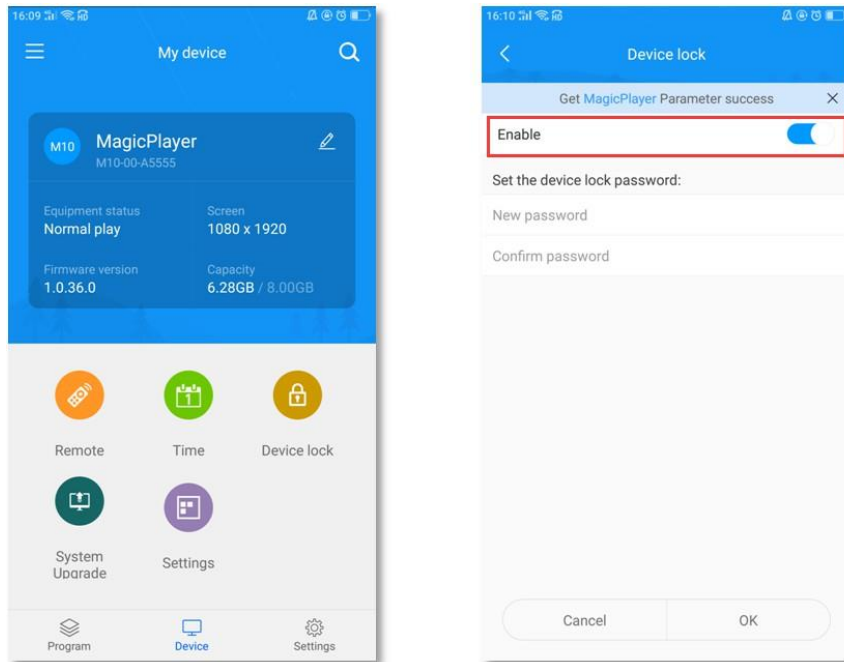 16:09
My device
M10
MagicPlayer
M10-00-A5555
Equipment status
Screen
Normal play
1080 x 1920
Firmware version
Capacity
1.0.36.0
6.28GB / 8.00GB
1
Remote
Time
Device lock
System
Upgrade
Settings
Program
Device
Settings
16:10
Device lock
Get MagicPlayer Parameter success
Enable
Set the device lock password:
New password
Confirm password
Cancel
OK